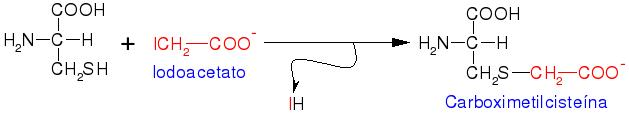 COOH
H2N—C—H
CH2SH
+
ICH2—COO-
Iodoacetato
IH
COOH
H2N—C—H
CH2S—CH2—COO-
Carboximetilcisteína